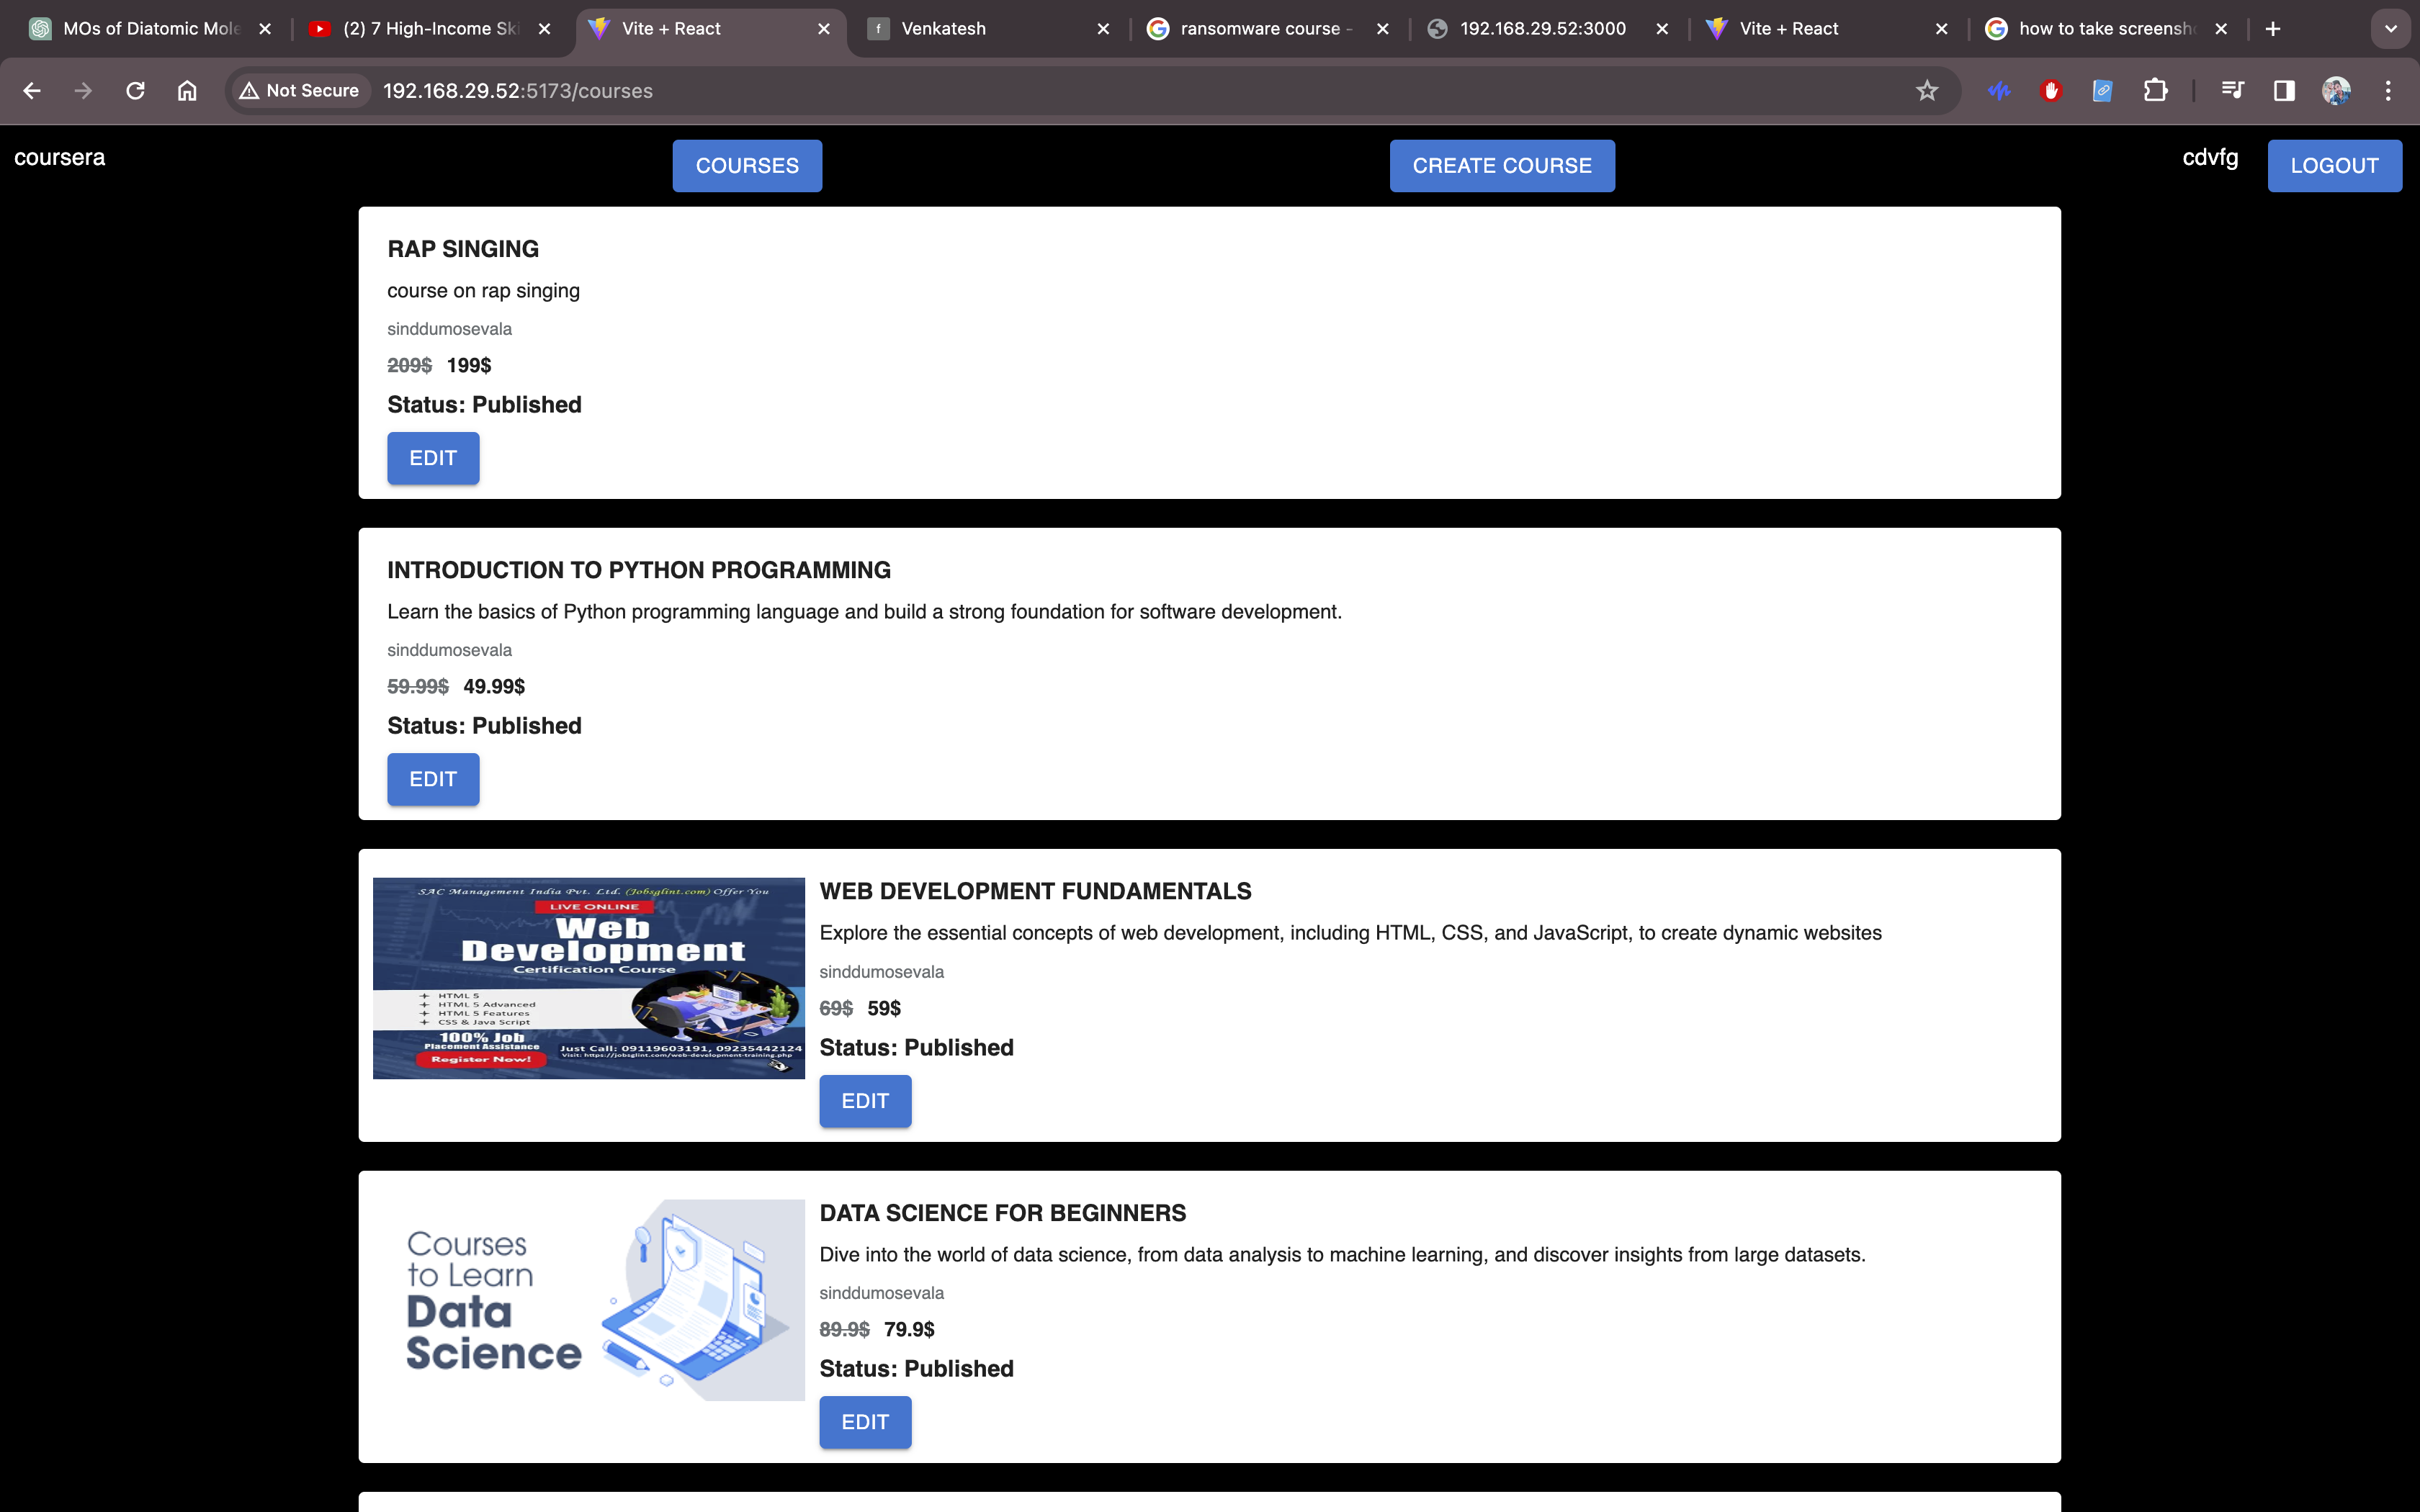 MOs of Diatomic Mole
(2) 7 High-Income Ski
Vite + React
Venkatesh
ransomware course -
192.168.29.52:3000
Vite + React
how to take screensh
Not Secure
192.168.29.52:5173/courses
coursera
COURSES
CREATE COURSE
cdvfg
LOGOUT
RAP SINGING
course on rap singing
sinddumosevala
209$ 199$
Status: Published
EDIT
INTRODUCTION TO PYTHON PROGRAMMING
Learn the basics of Python programming language and build a strong foundation for software development.
sinddumosevala
59.99$ 49.99$
Status: Published
EDIT
SAC Management India Pvt. Ltd. (Jobsglint.com) Offer You
LIVE ONLINE
Web
Development
Certification Course
HTML 5
HTML 5 Advanced
HTML 5 Features
CSS & Java Script
100% Job
Placement Assistance
Register Now!
Just Call: 09119603191, 09235442124
Visit: https://jobsglint.com/web-development-training.php
WEB DEVELOPMENT FUNDAMENTALS
Explore the essential concepts of web development, including HTML, CSS, and JavaScript, to create dynamic websites
sinddumosevala
69$ 59$
Status: Published
EDIT
Courses
to Learn
Data
Science
DATA SCIENCE FOR BEGINNERS
Dive into the world of data science, from data analysis to machine learning, and discover insights from large datasets.
sinddumosevala
89.9$ 79.9$
Status: Published
EDIT